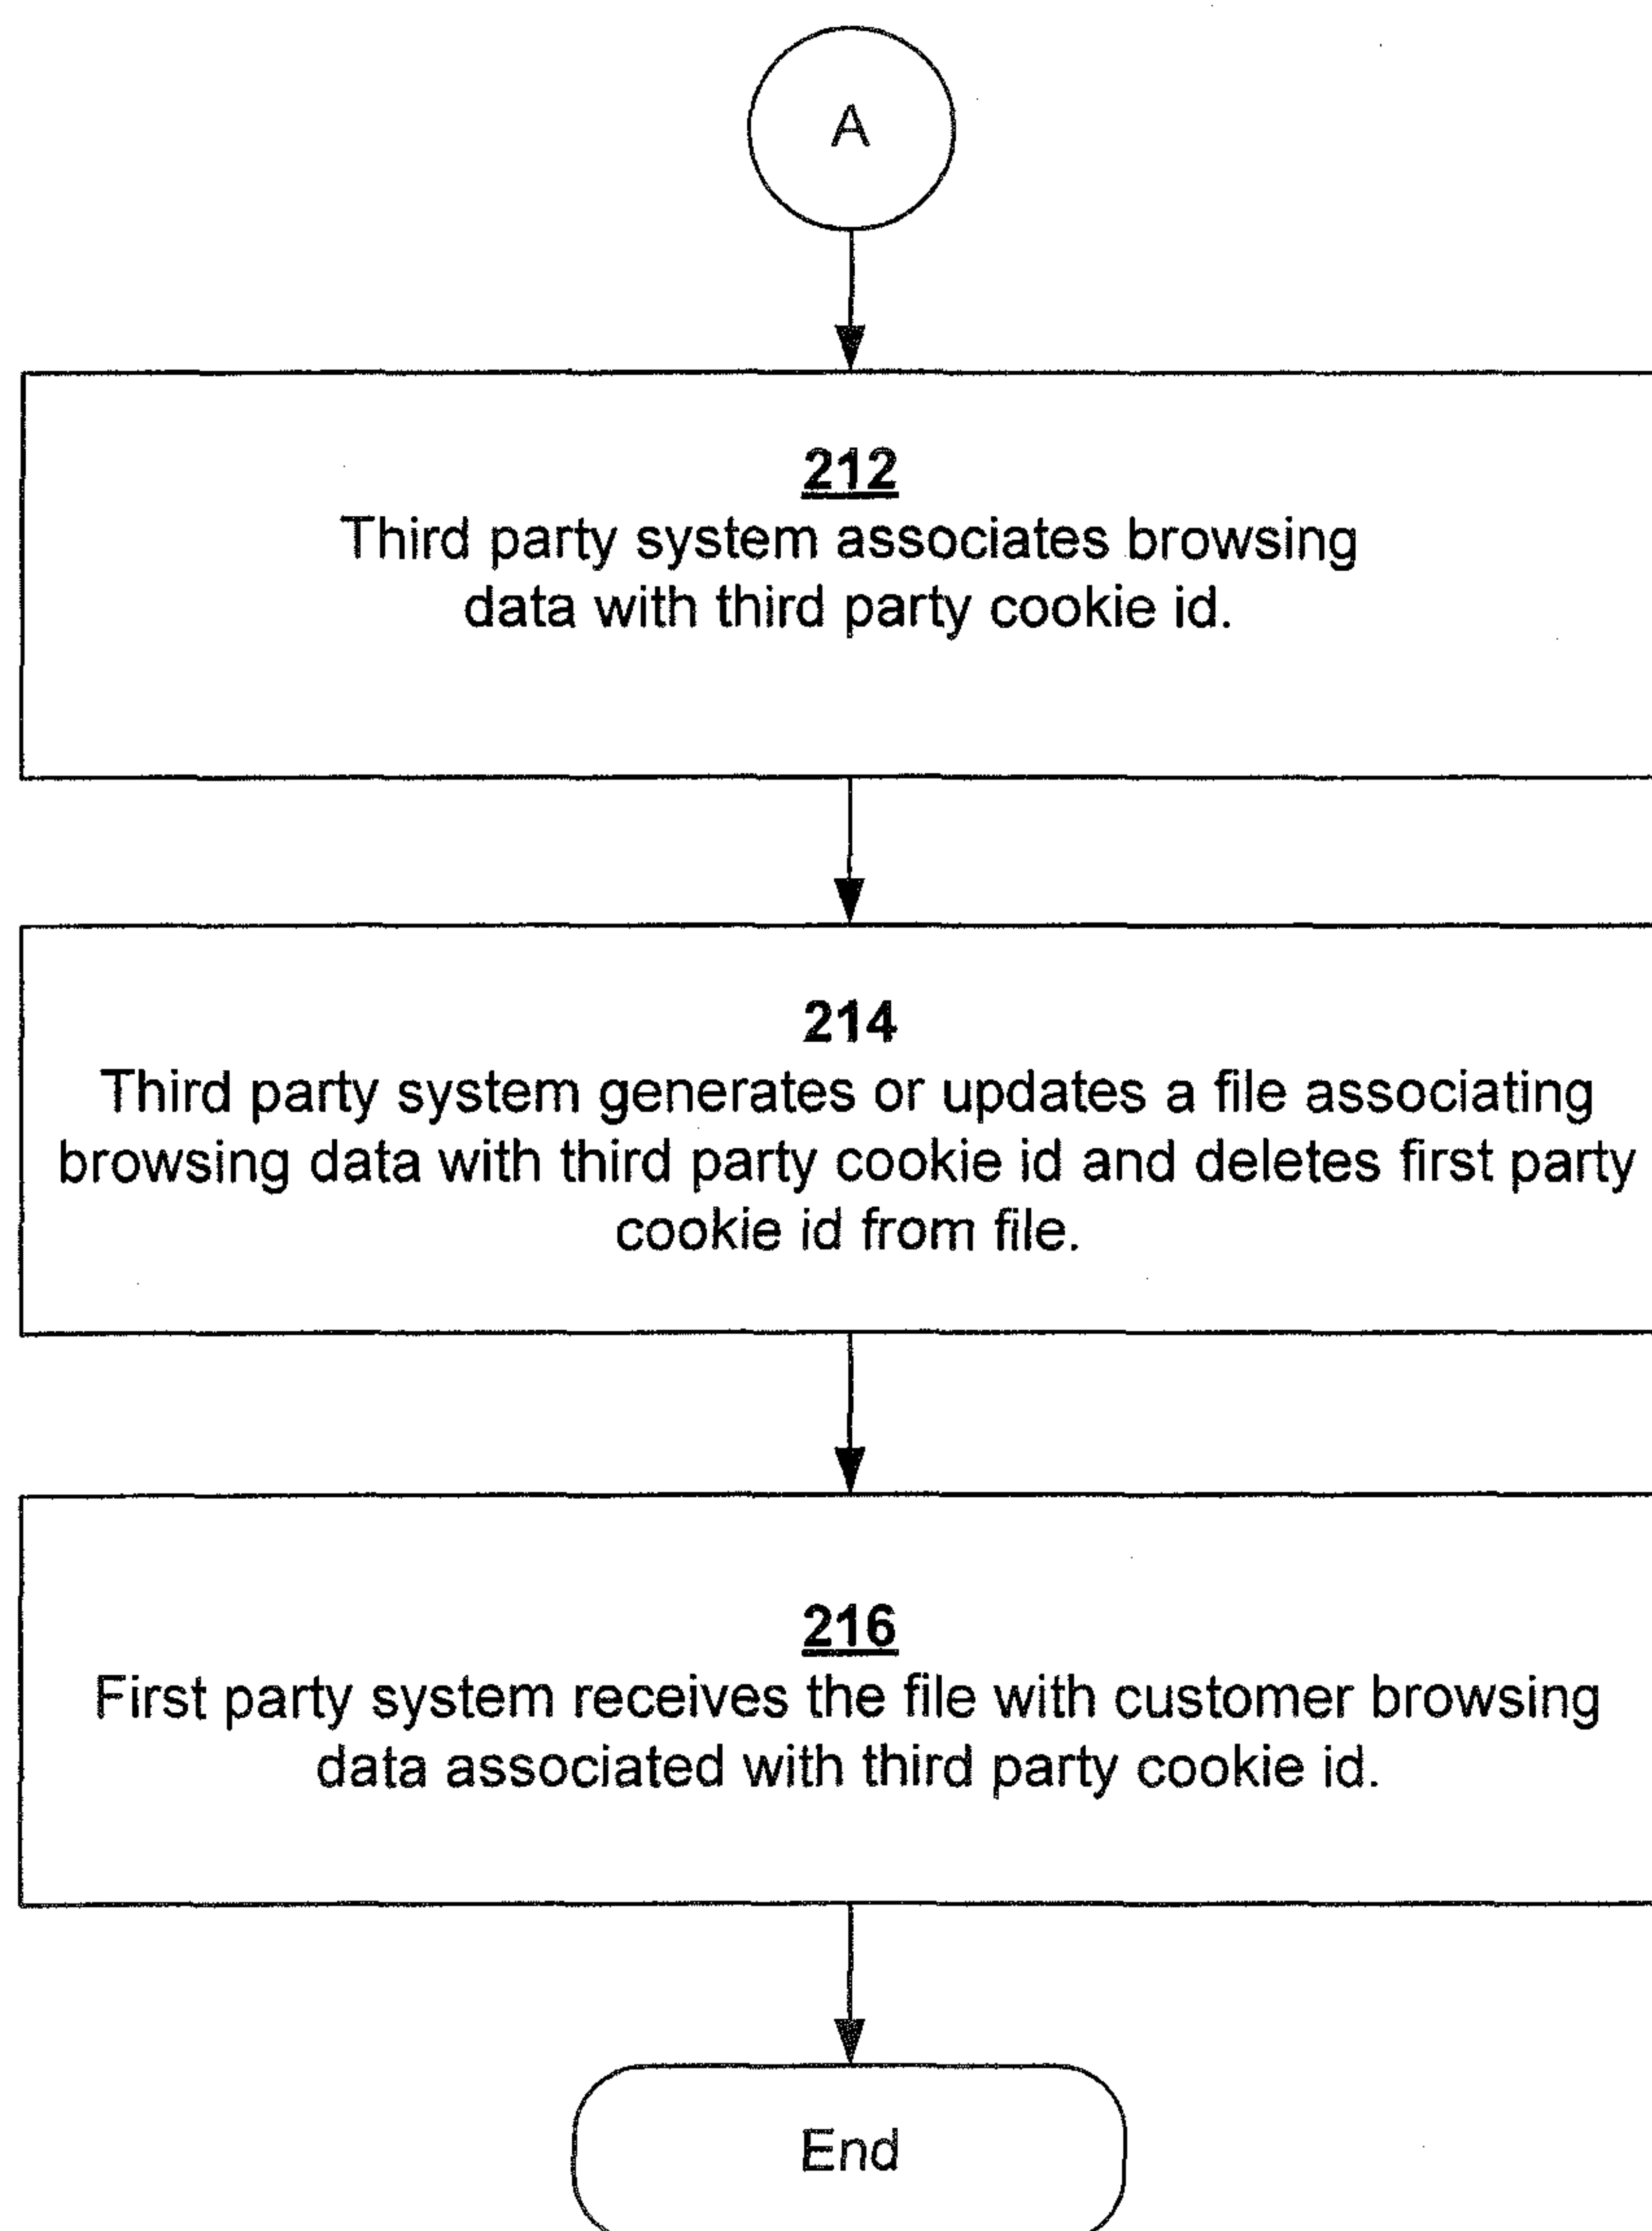 A
212
Third party system associates browsing
data with third party cookie id.
214
Third party system generates or updates a file associating
browsing data with third party cookie id and deletes first party
cookie id from file.
216
First party system receives the file with customer browsing
data associated with third party cookie id.
End